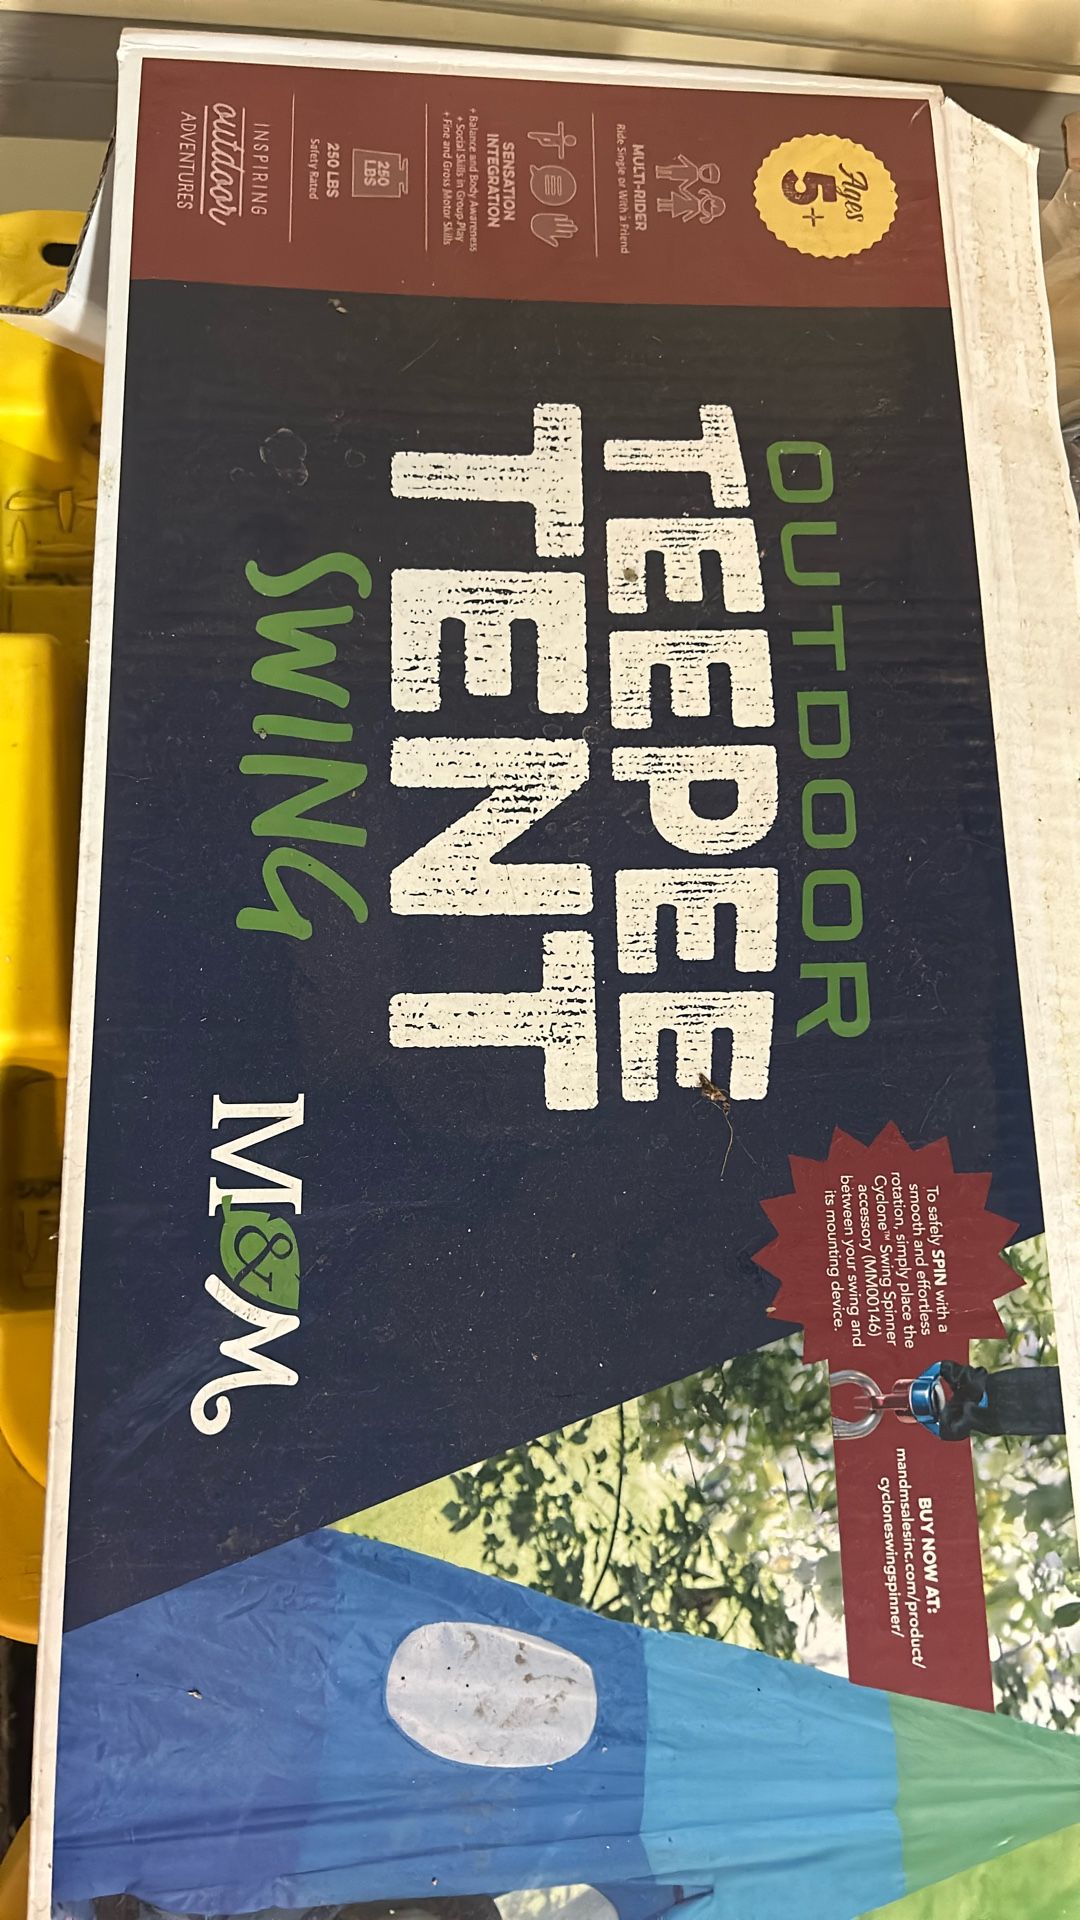 Ages
5+
MULTI-RIDER
Ride Single or With a Friend
SENSATION
INTEGRATION
+ Balance and Body Awareness
+ Social Skills in Group Play
+ Fine and Gross Motor Skills
250
LBS
250 LBS
Safety Rated
INSPIRING
outdoor
ADVENTURES
OUTDOOR
TEEPEE
TENT
SWING
M&M
To safely SPIN with a
smooth and effortless
rotation, simply place the
Cyclone™ Swing Spinner
accessory (MM00146)
between your swing and
its mounting device.
BUY NOW AT:
mandmsalesinc.com/product/
cycloneswingspinner/